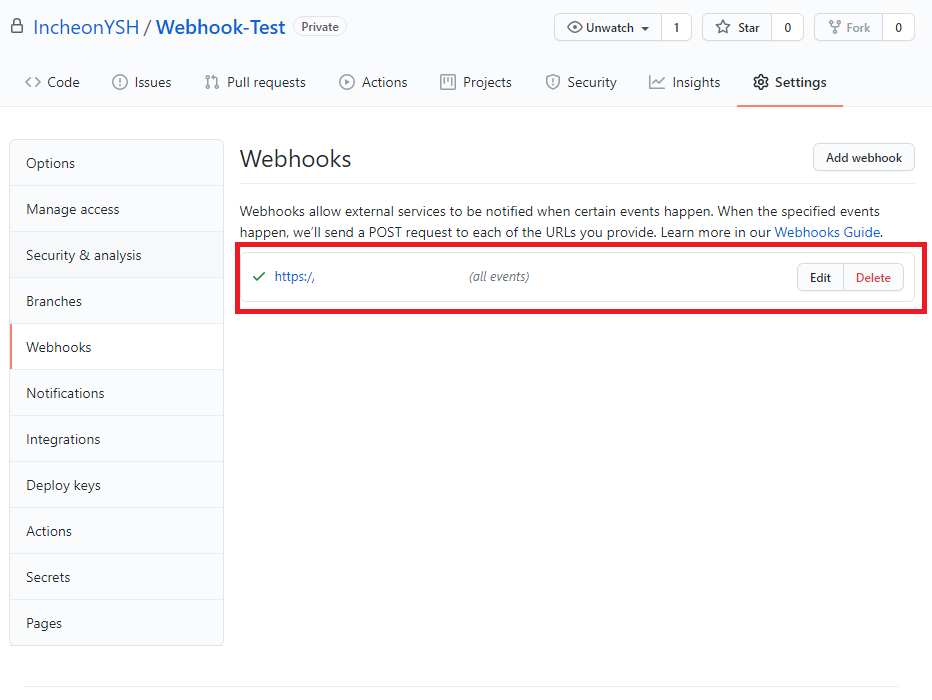 IncheonYSH / Webhook-Test Private
Unwatch 1 Star 0 Fork 0
Code Issues Pull requests Actions Projects Security Insights Settings
Options
Manage access
Security & analysis
Branches
Webhooks
Notifications
Integrations
Deploy keys
Actions
Secrets
Pages
Webhooks
Add webhook
Webhooks allow external services to be notified when certain events happen. When the specified events
happen, we'll send a POST request to each of the URLs you provide. Learn more in our Webhooks Guide.
https:/, (all events) Edit Delete